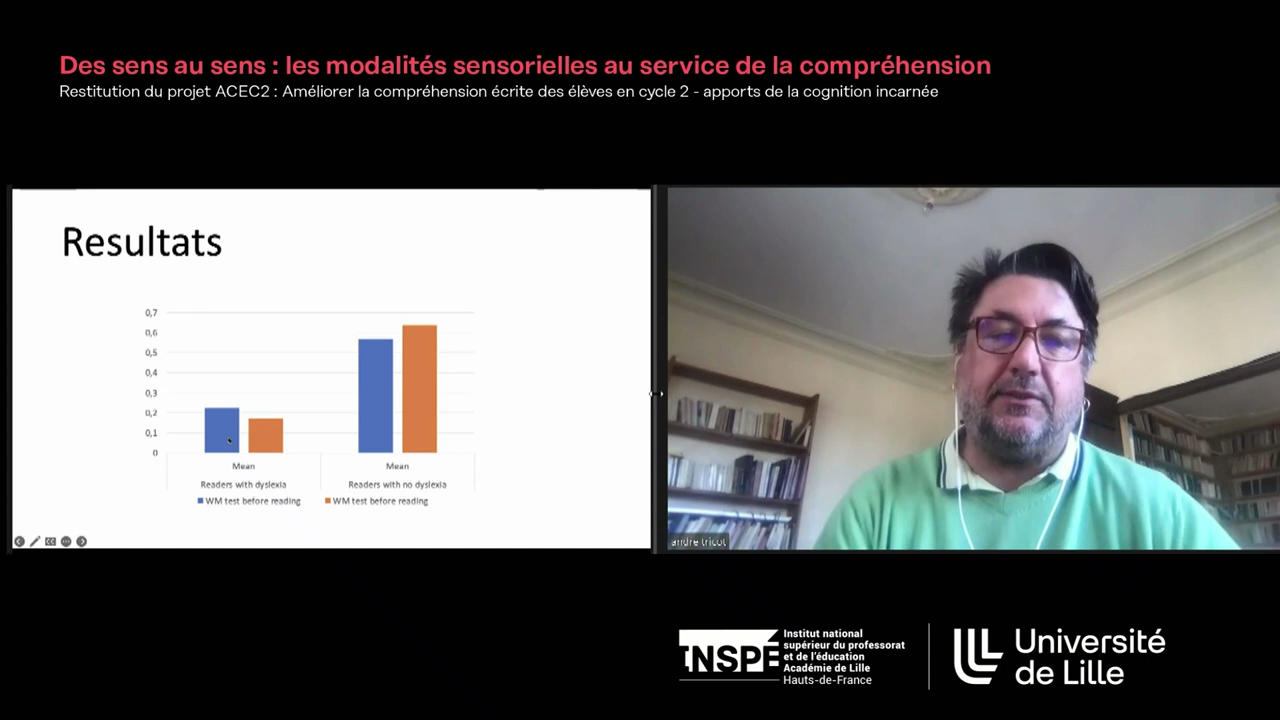 Des sens au sens : les modalités sensorielles au service de la compréhension
Restitution du projet ACEC2 : Améliorer la compréhension écrite des élèves en cycle 2 - apports de la cognition incarnée
Resultats
0,7
0,6
0,5
0,4
0,3
0,2
0,1
0
Mean
Mean
Readers with dyslexia
Readers with no dyslexia
WM test before reading
WM test before reading
andre tricot
INSPÉ
Institut national
supérieur du professorat
et de l'éducation
Académie de Lille
Hauts-de-France
Université
de Lille